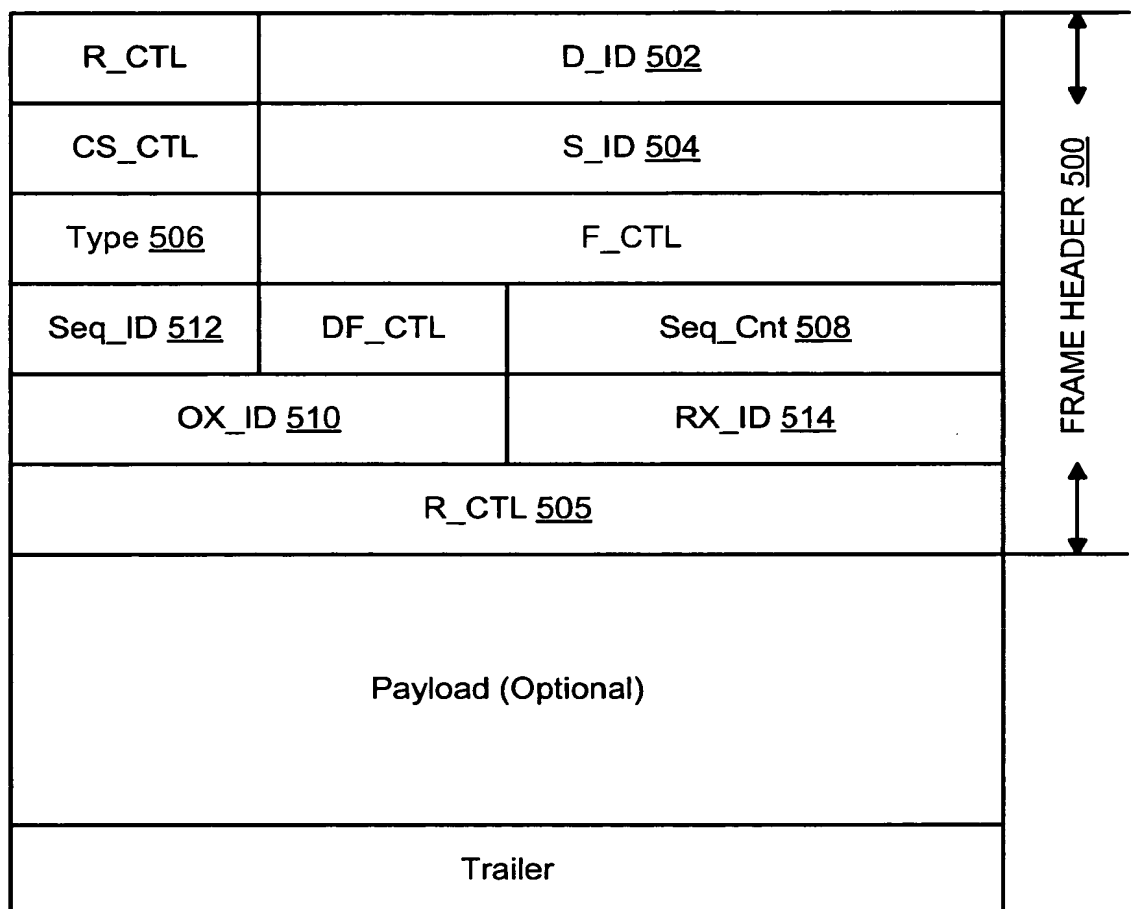 R_CTL D_ID 502
CS_CTL S_ID 504
Type 506 F_CTL
Seq_ID 512 DF_CTL Seq_Cnt 508
OX_ID 510 RX_ID 514
R_CTL 505
FRAME HEADER 500
Payload (Optional)
Trailer